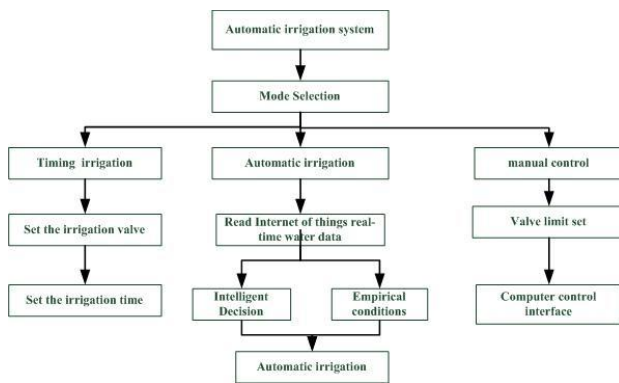 Automatic irrigation system
Mode Selection
Timing irrigation
Automatic irrigation
manual control
Set the irrigation valve
Read Internet of things real-
time water data
Valve limit set
Set the irrigation time
Intelligent
Decision
Empirical
conditions
Computer control
interface
Automatic irrigation